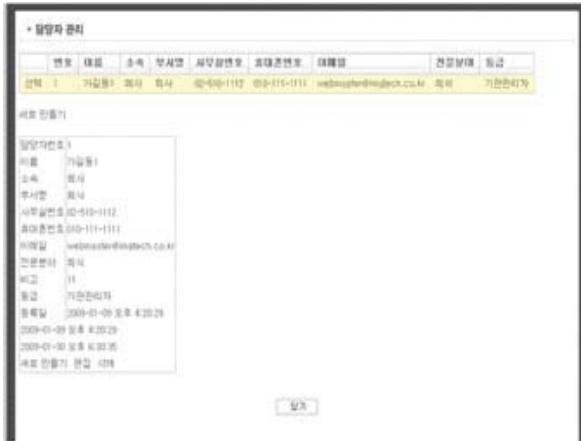 담당자 관리
번호 이름 소속 부서명 사무실번호 휴대폰번호 이메일 전문분야 등급
선택 1 가길동1 회사 회사 02-510-1112 010-111-1111 회사 기관관리자
새로 만들기
담당자번호 1
이름 가길동1
소속 회사
부서명 회사
사무실번호 02-510-1112
휴대폰번호 010-111-1111
이메일
전문분야 회사
비고 11
등급 기관관리자
등록일 2009-01-09 오후 4:20:29
2009-01-09 오후 4:20:29
2009-01-30 오후 6:30:35
새로 만들기 편집 삭제
닫기